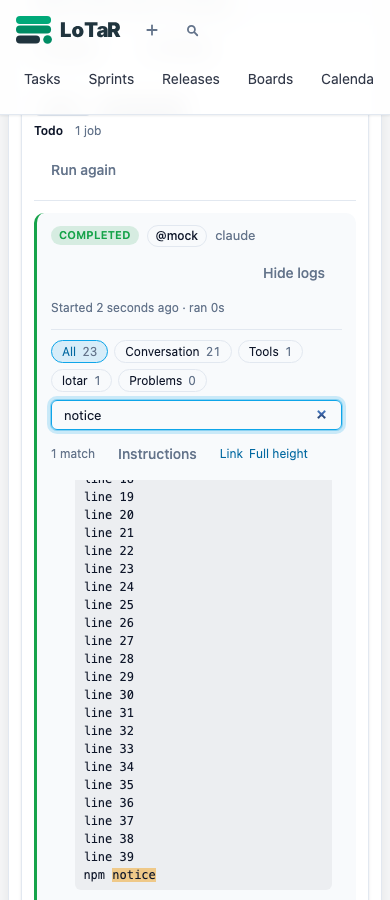 LoTaR
Tasks Sprints Releases Boards Calenda
Todo 1 job
Run again
COMPLETED @mock claude
Hide logs
Started 2 seconds ago · ran 0s
All 23 Conversation 21 Tools 1
lotar 1 Problems 0
notice
1 match Instructions Link Full height
line 18
line 19
line 20
line 21
line 22
line 23
line 24
line 25
line 26
line 27
line 28
line 29
line 30
line 31
line 32
line 33
line 34
line 35
line 36
line 37
line 38
line 39
npm notice